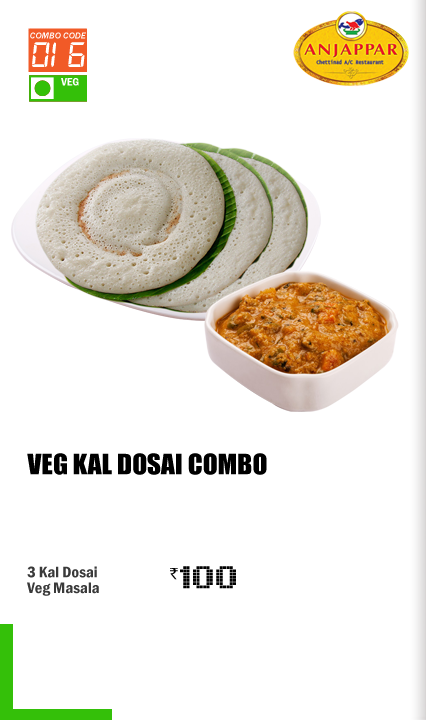 COMBO CODE
016
VEG
ANJAPPAR
Chettinad A/C Restaurant
VEG KAL DOSAI COMBO
3 Kal Dosai
Veg Masala
₹100